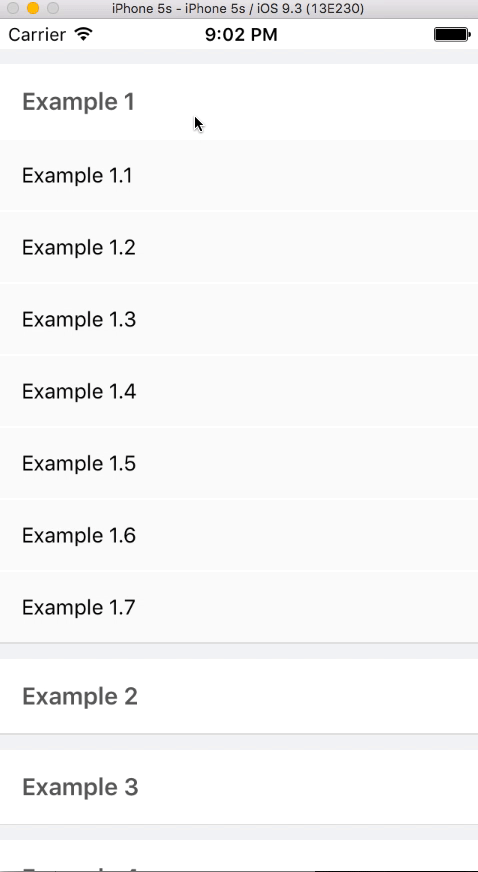 iPhone 5s - iPhone 5s / iOS 9.3 (13E230)
Carrier 9:02 PM
Example 1
Example 1.1
Example 1.2
Example 1.3
Example 1.4
Example 1.5
Example 1.6
Example 1.7
Example 2
Example 3